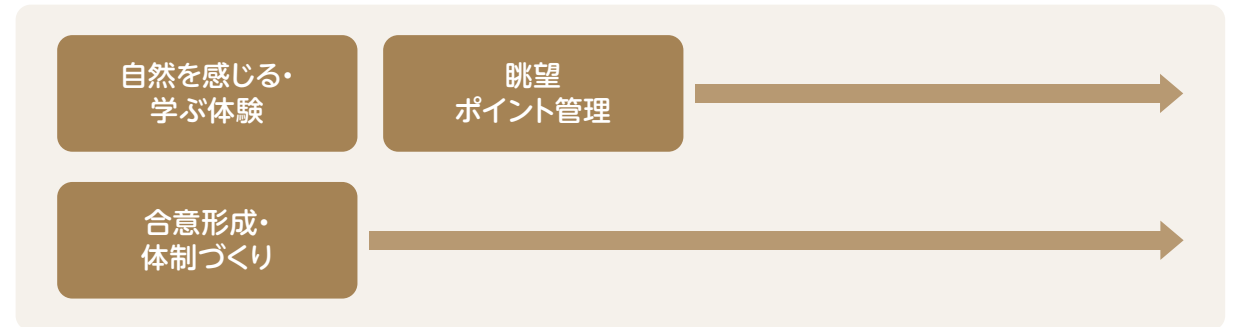 自然を感じる・
学ぶ体験
眺望
ポイント管理
合意形成・
体制づくり